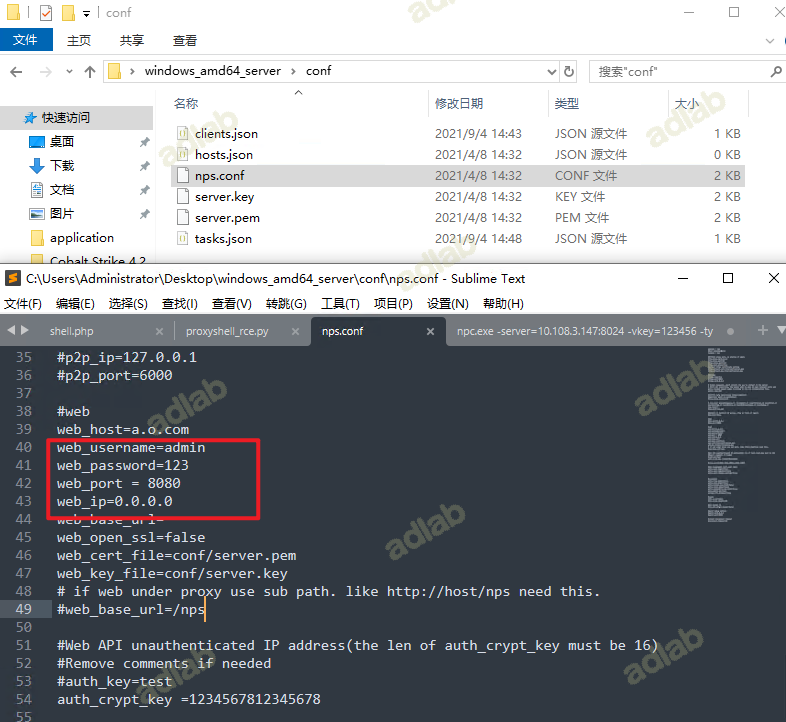 conf
文件 主页 共享 查看
windows_amd64_server › conf 搜索"conf"
名称 修改日期 类型 大小
快速访问
桌面
下载
文档
图片
application
Cobalt Strike 4.2
clients.json 2021/9/4 14:43 JSON 源文件 1 KB
hosts.json 2021/4/8 14:32 JSON 源文件 0 KB
nps.conf 2021/4/8 14:32 CONF 文件 2 KB
server.key 2021/4/8 14:32 KEY 文件 2 KB
server.pem 2021/4/8 14:32 PEM 文件 2 KB
tasks.json 2021/9/4 14:48 JSON 源文件 1 KB
C:\Users\Administrator\Desktop\windows_amd64_server\conf\nps.conf - Sublime Text
文件(F) 编辑(E) 选择(S) 查找(I) 查看(V) 转跳(G) 工具(T) 项目(P) 设置(N) 帮助(H)
shell.php proxyshell_rce.py nps.conf npc.exe -server=10.108.3.147:8024 -vkey=123456 -ty
35 #p2p_ip=127.0.0.1
36 #p2p_port=6000
37
38 #web
39 web_host=a.o.com
40 web_username=admin
41 web_password=123
42 web_port = 8080
43 web_ip=0.0.0.0
44 web_base_url=
45 web_open_ssl=false
46 web_cert_file=conf/server.pem
47 web_key_file=conf/server.key
48 # if web under proxy use sub path. like http://host/nps need this.
49 #web_base_url=/nps
50
51 #Web API unauthenticated IP address(the len of auth_crypt_key must be 16)
52 #Remove comments if needed
53 #auth_key=test
54 auth_crypt_key =1234567812345678
55
adlab
adlab
adlab
adlab
adlab
adlab
adlab
adlab
adlab